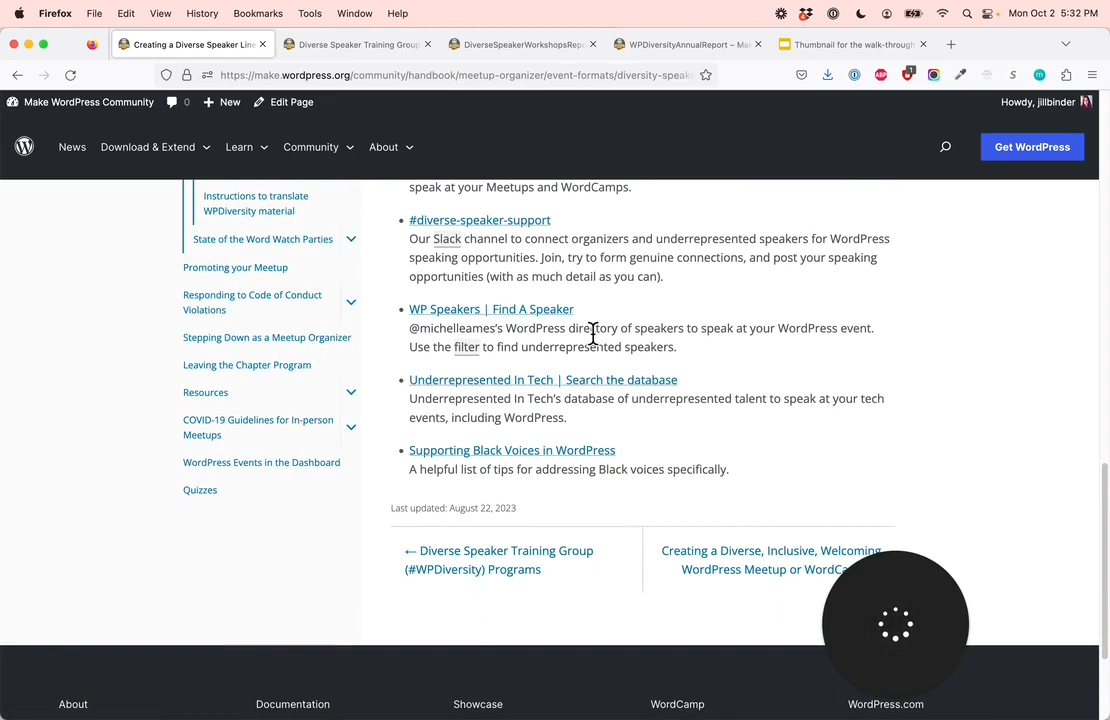 Firefox File Edit View History Bookmarks Tools Window Help Mon Oct 2 5:32 PM
Creating a Diverse Speaker Line Diverse Speaker Training Group DiverseSpeakerWorkshopsRepo WPDiversityAnnualReport – Mai Thumbnail for the walk-through
https://make.wordpress.org/community/handbook/meetup-organizer/event-formats/diversity-speake ABP 1 S m
Make WordPress Community 0 New Edit Page Howdy, jillbinder
News Download & Extend Learn Community About Get WordPress
speak at your Meetups and WordCamps.
Instructions to translate
WPDiversity material
State of the Word Watch Parties
Promoting your Meetup
Responding to Code of Conduct
Violations
Stepping Down as a Meetup Organizer
Leaving the Chapter Program
Resources
COVID-19 Guidelines for In-person
Meetups
WordPress Events in the Dashboard
Quizzes
#diverse-speaker-support
Our Slack channel to connect organizers and underrepresented speakers for WordPress
speaking opportunities. Join, try to form genuine connections, and post your speaking
opportunities (with as much detail as you can).
WP Speakers | Find A Speaker
@michelleames's WordPress directory of speakers to speak at your WordPress event.
Use the filter to find underrepresented speakers.
Underrepresented In Tech | Search the database
Underrepresented In Tech's database of underrepresented talent to speak at your tech
events, including WordPress.
Supporting Black Voices in WordPress
A helpful list of tips for addressing Black voices specifically.
Last updated: August 22, 2023
← Diverse Speaker Training Group
(#WPDiversity) Programs
Creating a Diverse, Inclusive, Welcoming
WordPress Meetup or WordCa
About Documentation Showcase WordCamp WordPress.com